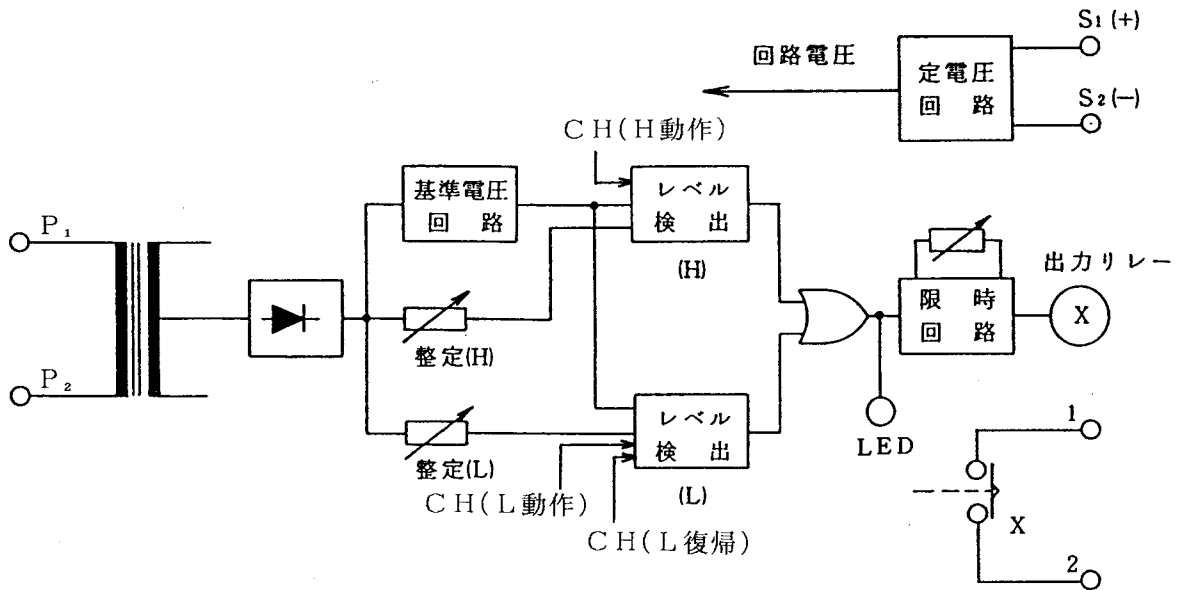 S₁(+)
回路電圧
定電圧
回路
S₂(−)
CH(H動作)
基準電圧
回路
レベル
検出
(H)
P₁
整定(H)
出力リレー
限時
回路
X
P₂
レベル
検出
(L)
整定(L)
LED
CH(L動作)
CH(L復帰)
1
X
2